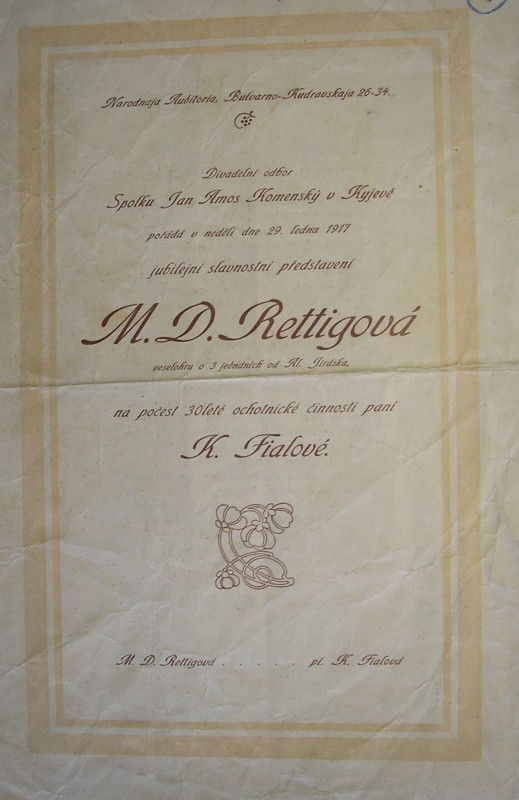 Narodnaja Auditoria, Bulvarno-Kudravskaja 26-34.
Divadelní odbor
Spolku Jan Amos Komenský v Kyjevě
pořádá v neděli dne 29. ledna 1917
jubilejní slavnostní představení
M. D. Rettigová
veselohru o 3 jednáních od Al. Jiráska,
na počest 30leté ochotnické činnosti paní
K. Fialové.
M. D. Rettigová . . . . . . pí. K. Fialová